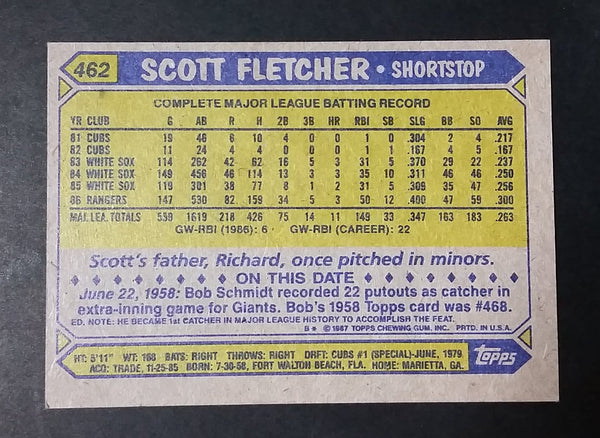 462 SCOTT FLETCHER • SHORTSTOP
COMPLETE MAJOR LEAGUE BATTING RECORD
YR CLUB G AB R H 2B 3B HR RBI SB SLG BB SO AVG
81 CUBS 19 46 6 10 4 0 0 1 0 .304 2 4 .217
82 CUBS 11 24 4 4 0 0 0 1 1 .167 4 5 .167
83 WHITE SOX 114 262 42 62 16 5 3 31 5 .370 29 22 .237
84 WHITE SOX 149 456 46 114 13 3 3 35 10 .311 46 46 .250
85 WHITE SOX 119 301 38 77 8 1 2 31 5 .309 35 47 .256
86 RANGERS 147 530 82 159 34 5 3 50 12 .400 47 59 .300
MAJ. LEA. TOTALS 559 1619 218 426 75 14 11 149 33 .347 163 183 .263
GW-RBI (1986): 6 GW-RBI (CAREER): 22
Scott's father, Richard, once pitched in minors.
ON THIS DATE
June 22, 1958: Bob Schmidt recorded 22 putouts as catcher in
extra-inning game for Giants. Bob's 1958 Topps card was #468.
ED. NOTE: HE BECAME 1st CATCHER IN MAJOR LEAGUE HISTORY TO ACCOMPLISH THE FEAT.
B* © 1987 TOPPS CHEWING GUM, INC. PRTD. IN U.S.A.
HT: 5'11" WT: 168 BATS: RIGHT THROWS: RIGHT DRFT: CUBS #1 (SPECIAL)-JUNE, 1979
ACQ: TRADE, 11-25-85 BORN: 7-30-58, FORT WALTON BEACH, FLA. HOME: MARIETTA, GA.
TOPPS